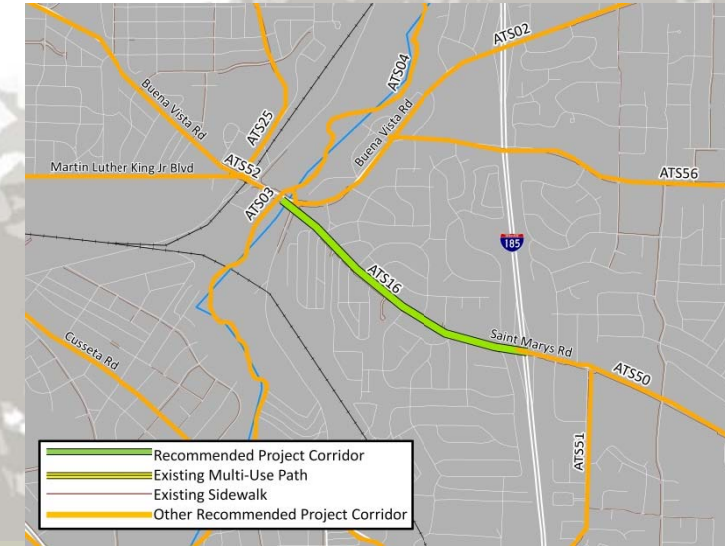 ATS02
ATS04
Buena Vista Rd
ATS25
Buena Vista Rd
ATS52
Martin Luther King Jr Blvd
ATS56
ATS03
185
ATS16
Saint Marys Rd
Cusseta Rd
ATS50
ATS51
Recommended Project Corridor
Existing Multi-Use Path
Existing Sidewalk
Other Recommended Project Corridor